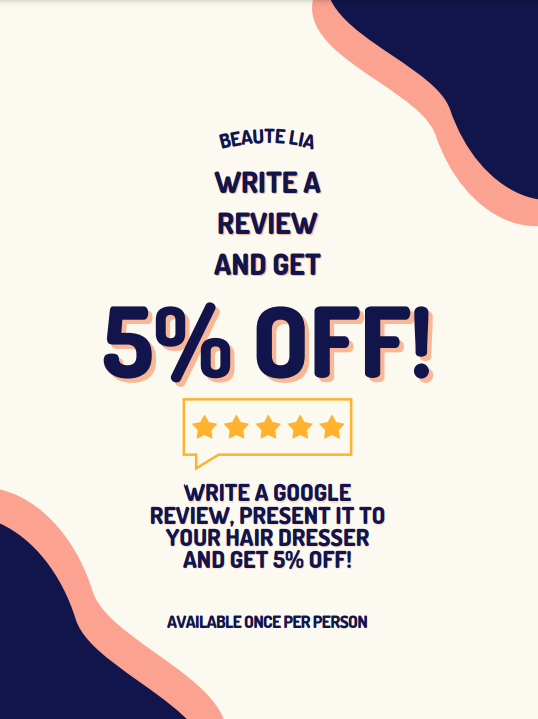 BEAUTE LIA
WRITE A
REVIEW
AND GET
5% OFF!
WRITE A GOOGLE
REVIEW, PRESENT IT TO
YOUR HAIR DRESSER
AND GET 5% OFF!
AVAILABLE ONCE PER PERSON